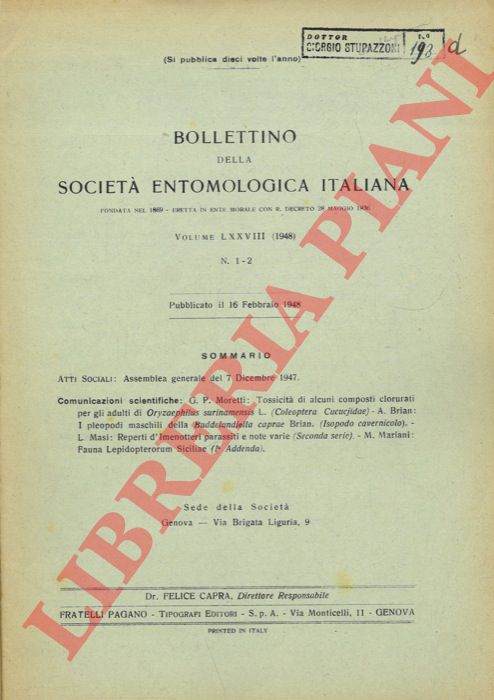 (Si pubblica dieci volte l'anno)
DOTTOR
GIORGIO STUPAZZONI
N.º
193 d
BOLLETTINO
DELLA
SOCIETÀ ENTOMOLOGICA ITALIANA
FONDATA NEL 1869 - ERETTA IN ENTE MORALE CON R. DECRETO 28 MAGGIO 1936
VOLUME LXXVIII (1948)
N. 1-2
Pubblicato il 16 Febbraio 1948
SOMMARIO
ATTI SOCIALI: Assemblea generale del 7 Dicembre 1947.
Comunicazioni scientifiche: G. P. Moretti: Tossicità di alcuni composti clorurati
per gli adulti di Oryzaephilus surinamensis L. (Coleoptera Cucujidae) - A. Brian:
I pleopodi maschili della Buddelundiella caprae Brian. (Isopodo cavernicolo). -
L. Masi: Reperti d'Imenotteri parassiti e note varie (Seconda serie). - M. Mariani:
Fauna Lepidopterorum Siciliae (Iª Addenda).
Sede della Società
Genova — Via Brigata Liguria, 9
Dr. FELICE CAPRA, Direttore Responsabile
FRATELLI PAGANO - TIPOGRAFI EDITORI - S. p. A. - Via Monticelli, 11 - GENOVA
PRINTED IN ITALY
LIBRERIA PIANI